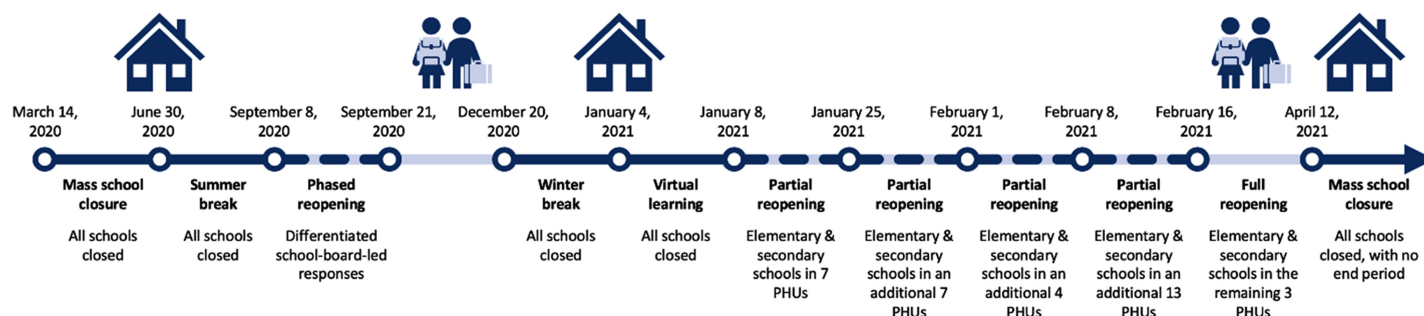 March 14,
2020
June 30,
2020
September 8,
2020
September 21,
2020
December 20,
2020
January 4,
2021
January 8,
2021
January 25,
2021
February 1,
2021
February 8,
2021
February 16,
2021
April 12,
2021
Mass school
closure
All schools
closed
Summer
break
All schools
closed
Phased
reopening
Differentiated
school-board-led
responses
Winter
break
All schools
closed
Virtual
learning
All schools
closed
Partial
reopening
Elementary &
secondary
schools in 7
PHUs
Partial
reopening
Elementary &
secondary
schools in an
additional 7
PHUs
Partial
reopening
Elementary &
secondary
schools in an
additional 4
PHUs
Partial
reopening
Elementary &
secondary
schools in an
additional 13
PHUs
Full
reopening
Elementary &
secondary
schools in the
remaining 3
PHUs
Mass school
closure
All schools
closed, with no
end period